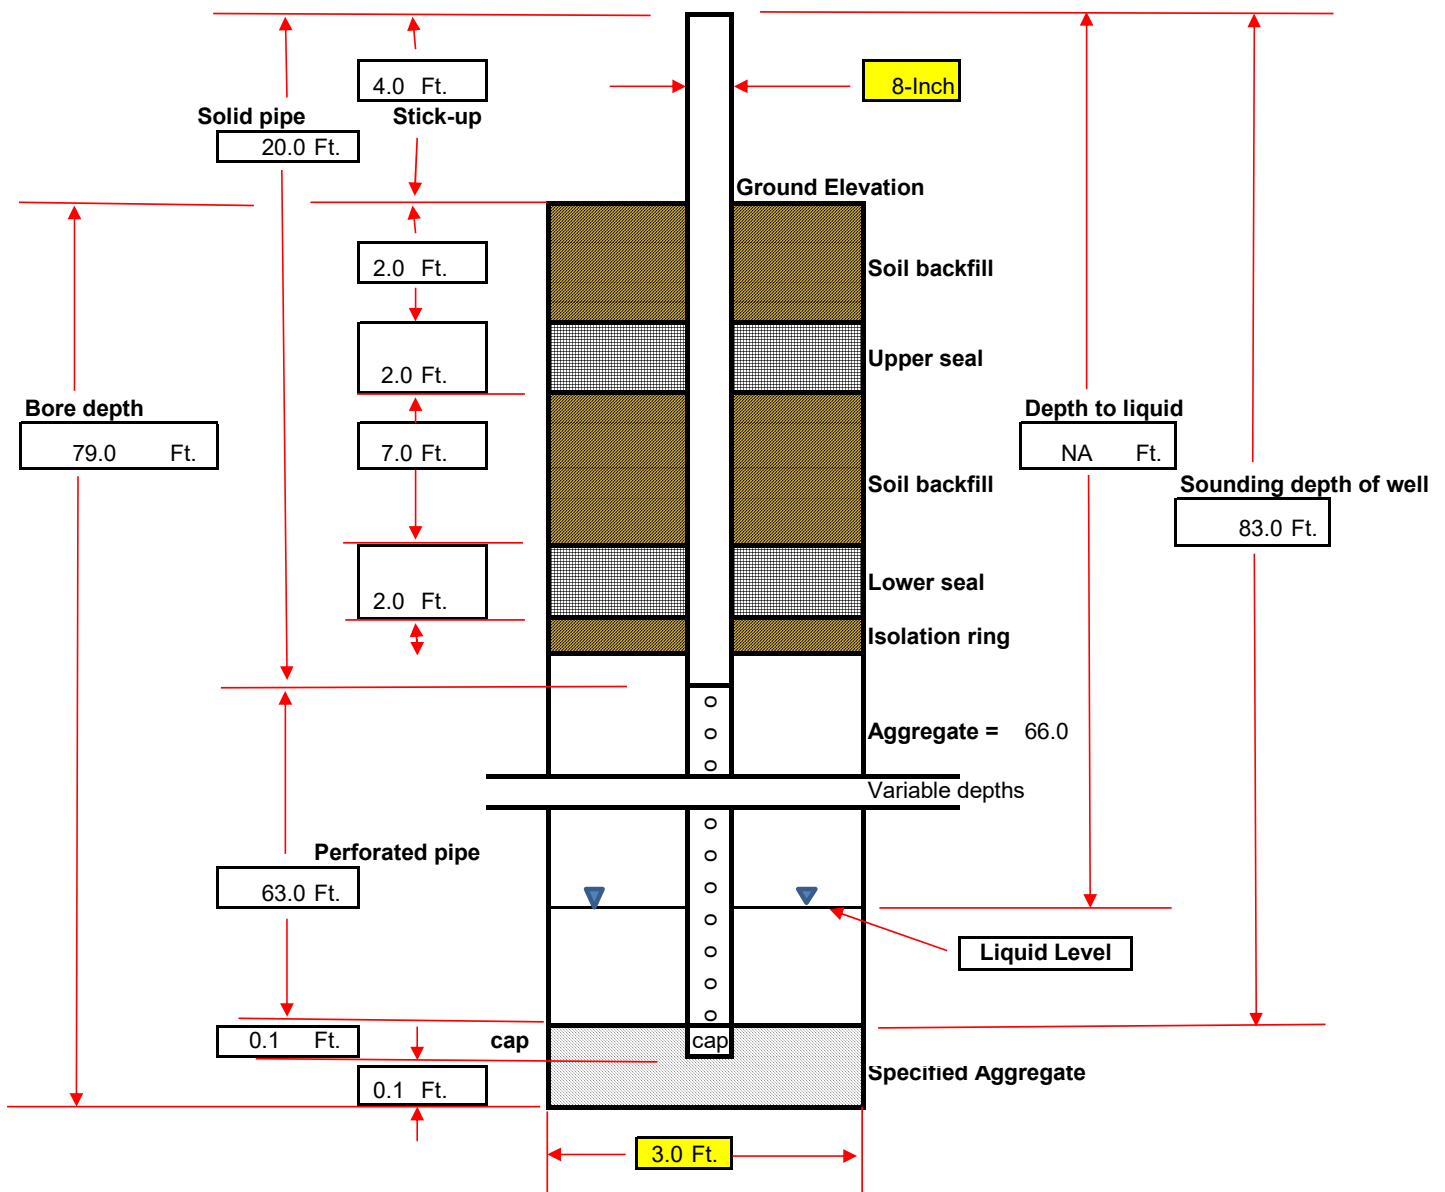 4.0 Ft.
8-Inch
Solid pipe
Stick-up
20.0 Ft.
Ground Elevation
2.0 Ft.
Soil backfill
2.0 Ft.
Upper seal
Bore depth
Depth to liquid
79.0 Ft.
7.0 Ft.
NA Ft.
Soil backfill
Sounding depth of well
83.0 Ft.
2.0 Ft.
Lower seal
Isolation ring
o
o
o
Aggregate = 66.0
Variable depths
o
o
o
o
o
o
o
Perforated pipe
63.0 Ft.
Liquid Level
0.1 Ft.
cap
cap
0.1 Ft.
Specified Aggregate
3.0 Ft.